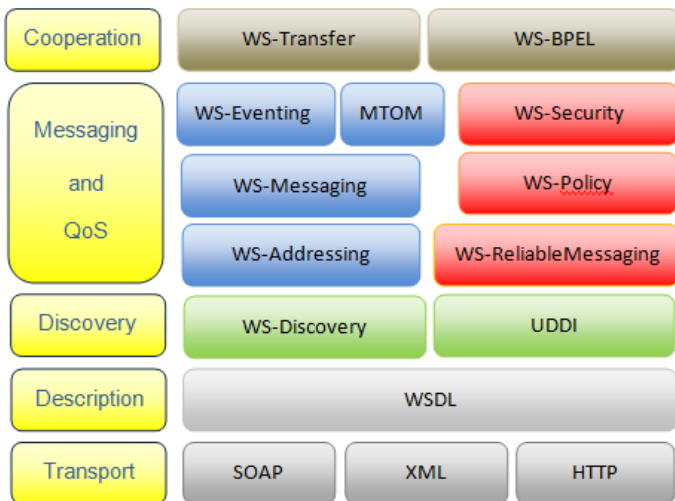 Cooperation
WS-Transfer
WS-BPEL
Messaging
and
QoS
WS-Eventing
MTOM
WS-Security
WS-Messaging
WS-Policy
WS-Addressing
WS-ReliableMessaging
Discovery
WS-Discovery
UDDI
Description
WSDL
Transport
SOAP
XML
HTTP